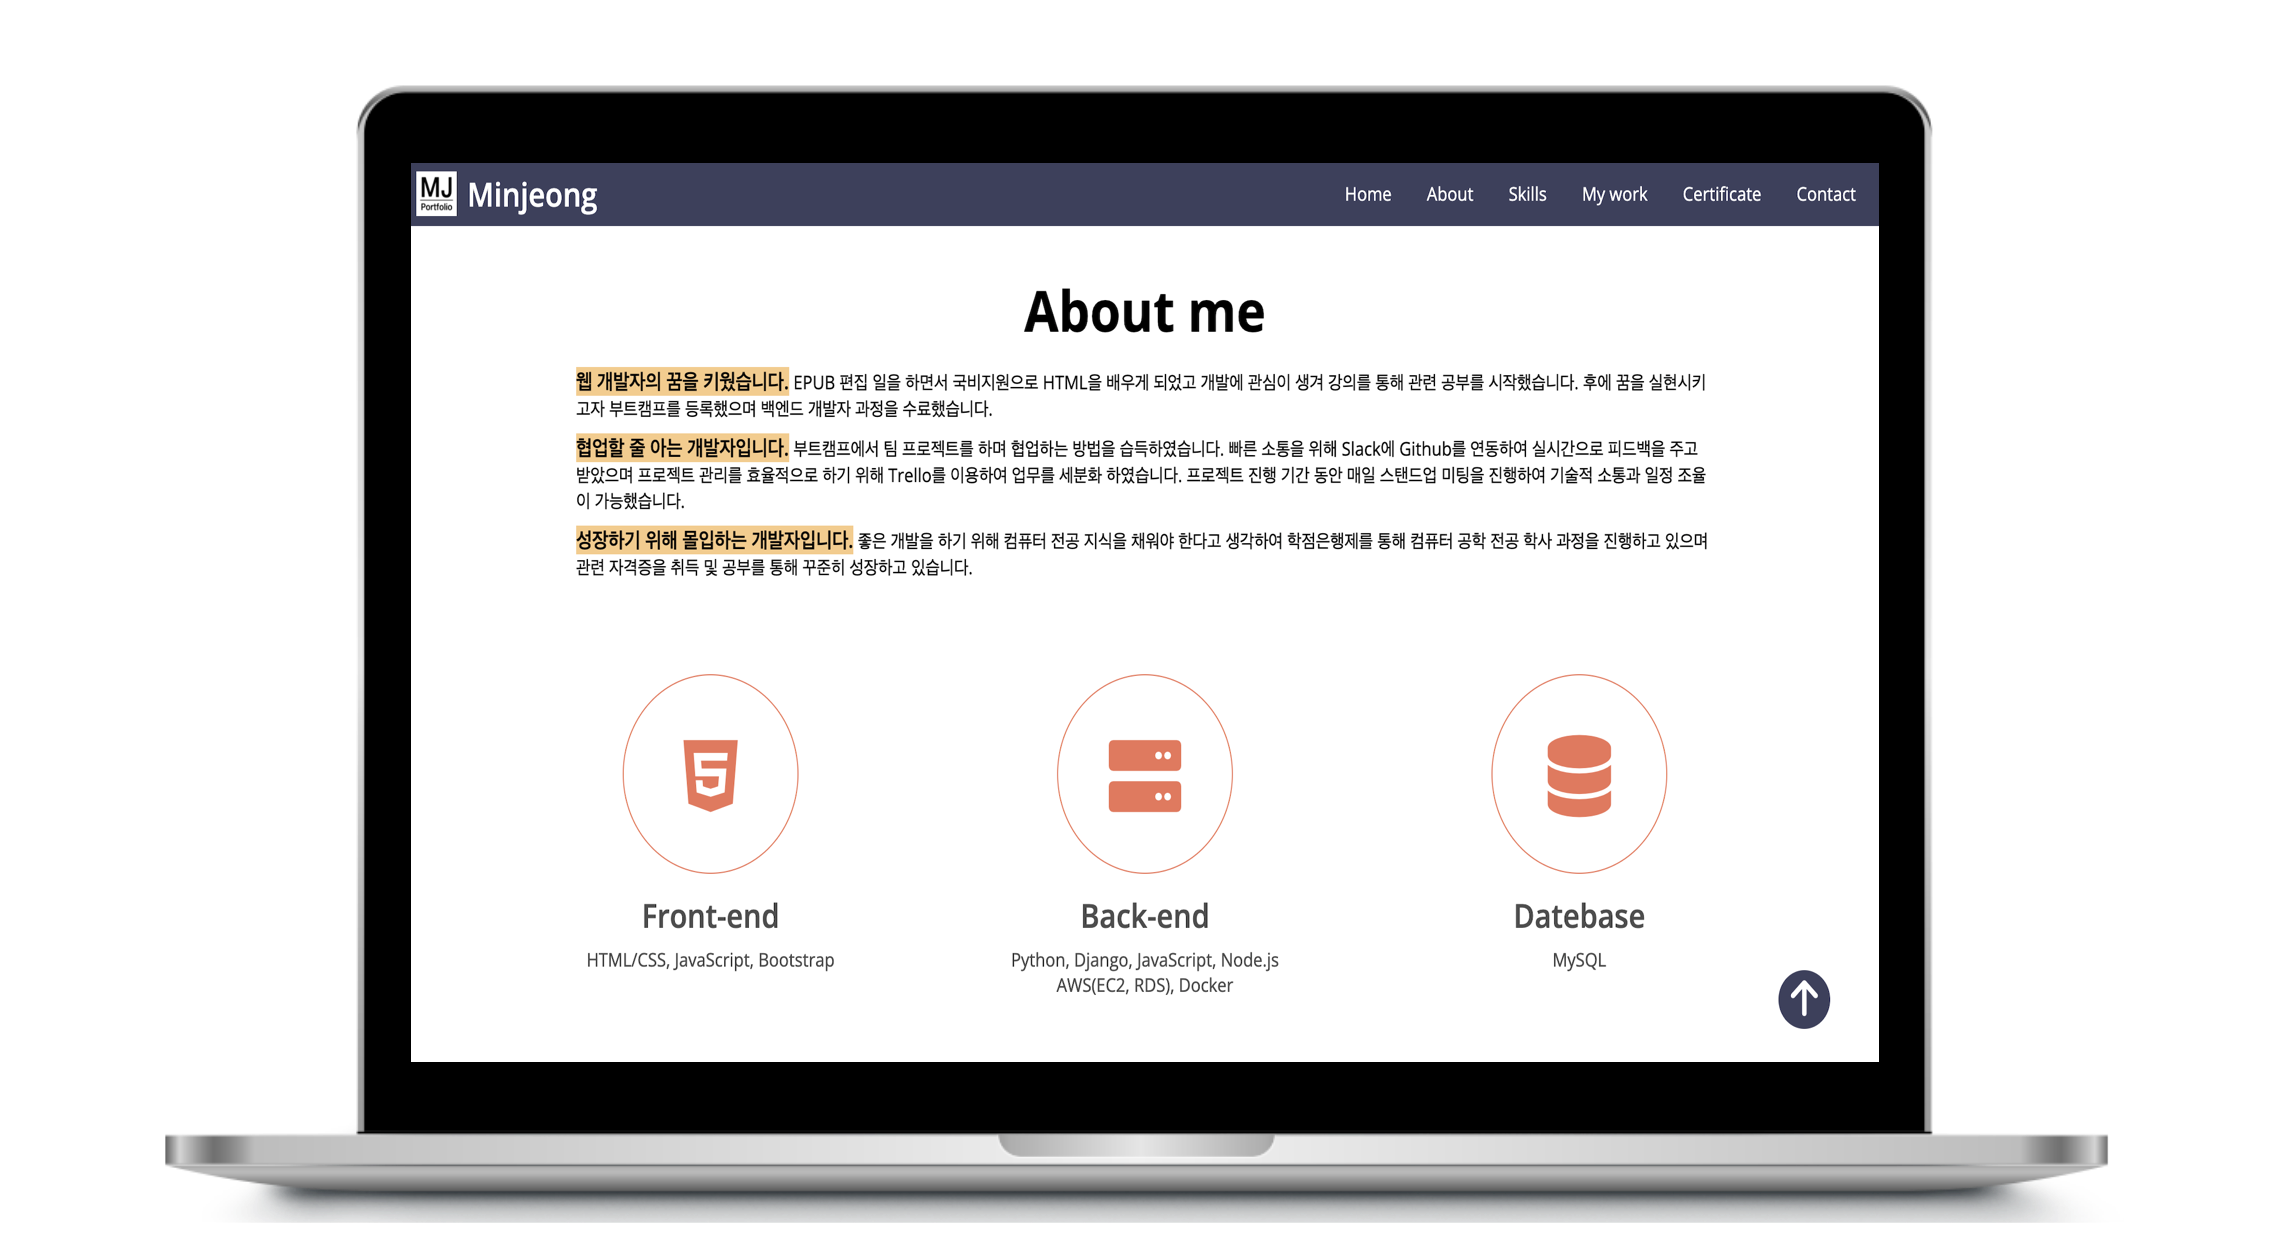 MJ
Portfolio
Minjeong
Home
About
Skills
My work
Certificate
Contact
About me
웹 개발자의 꿈을 키웠습니다. EPUB 편집 일을 하면서 국비지원으로 HTML을 배우게 되었고 개발에 관심이 생겨 강의를 통해 관련 공부를 시작했습니다. 후에 꿈을 실현시키
고자 부트캠프를 등록했으며 백엔드 개발자 과정을 수료했습니다.
협업할 줄 아는 개발자입니다. 부트캠프에서 팀 프로젝트를 하며 협업하는 방법을 습득하였습니다. 빠른 소통을 위해 Slack에 Github를 연동하여 실시간으로 피드백을 주고
받았으며 프로젝트 관리를 효율적으로 하기 위해 Trello를 이용하여 업무를 세분화 하였습니다. 프로젝트 진행 기간 동안 매일 스탠드업 미팅을 진행하여 기술적 소통과 일정 조율
이 가능했습니다.
성장하기 위해 몰입하는 개발자입니다. 좋은 개발을 하기 위해 컴퓨터 전공 지식을 채워야 한다고 생각하여 학점은행제를 통해 컴퓨터 공학 전공 학사 과정을 진행하고 있으며
관련 자격증을 취득 및 공부를 통해 꾸준히 성장하고 있습니다.
Front-end
HTML/CSS, JavaScript, Bootstrap
Back-end
Python, Django, JavaScript, Node.js
AWS(EC2, RDS), Docker
Datebase
MySQL